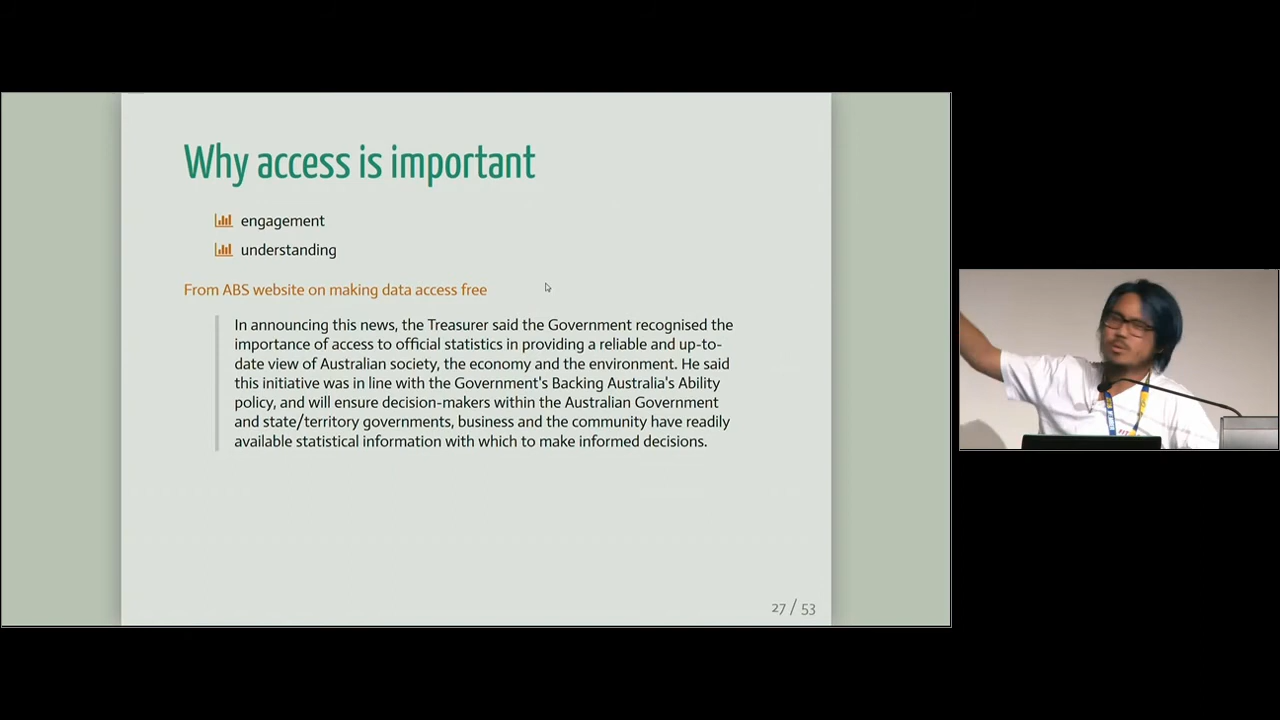 Why access is important
engagement
understanding
From ABS website on making data access free
In announcing this news, the Treasurer said the Government recognised the
importance of access to official statistics in providing a reliable and up-to-
date view of Australian society, the economy and the environment. He said
this initiative was in line with the Government's Backing Australia's Ability
policy, and will ensure decision-makers within the Australian Government
and state/territory governments, business and the community have readily
available statistical information with which to make informed decisions.
27 / 53